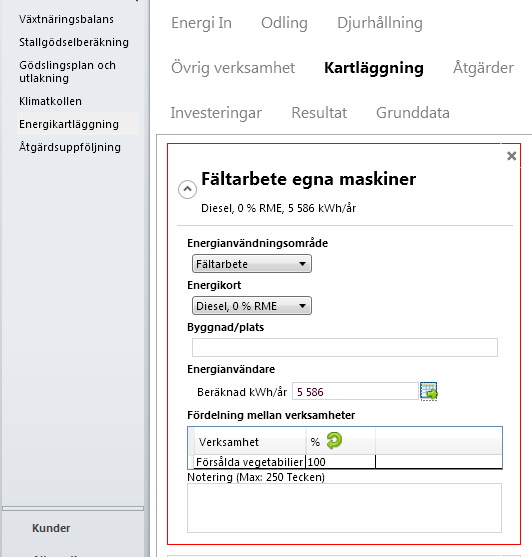 Växtnäringsbalans
Stallgödselberäkning
Gödslingsplan och
utlakning
Klimatkollen
Energikartläggning
Åtgärdsuppföljning
Kunder
Energi In Odling Djurhållning
Övrig verksamhet Kartläggning Åtgärder
Investeringar Resultat Grunddata
Fältarbete egna maskiner
Diesel, 0 % RME, 5 586 kWh/år
Energianvändningsområde
Fältarbete
Energikort
Diesel, 0 % RME
Byggnad/plats
Energianvändare
Beräknad kWh/år 5 586
Fördelning mellan verksamheter
Verksamhet %
Försålda vegetabilier 100
Notering (Max: 250 Tecken)